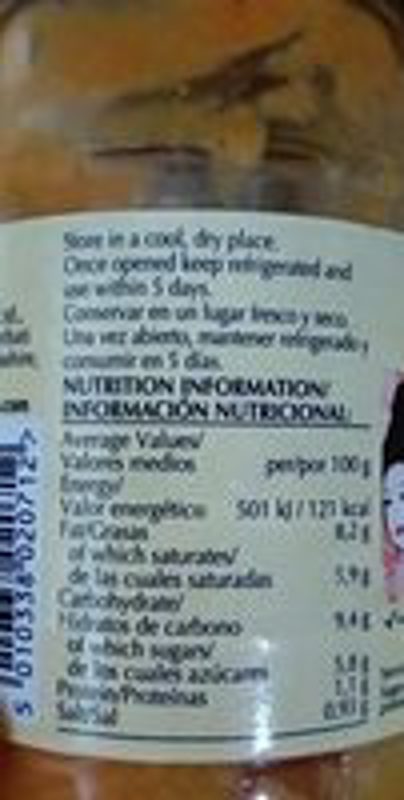 Store in a cool, dry place.
Once opened keep refrigerated and
use within 5 days.
Conservar en un lugar fresco y seco.
Una vez abierto, mantener refrigerado y
consumir en 5 días.
NUTRITION INFORMATION/
INFORMACIÓN NUTRICIONAL:
Average Values/
Valores medios per/por 100 g
Energy/
Valor energético 501 kJ / 121 kcal
Fat/Grasas 8,2 g
of which saturates/
de las cuales saturadas 5,9 g
Carbohydrate/
Hidratos de carbono 9,4 g
of which sugars/
de los cuales azúcares 5,8 g
Protein/Proteínas 1,1 g
Salt/Sal 0,93 g
5 010338 020712 >